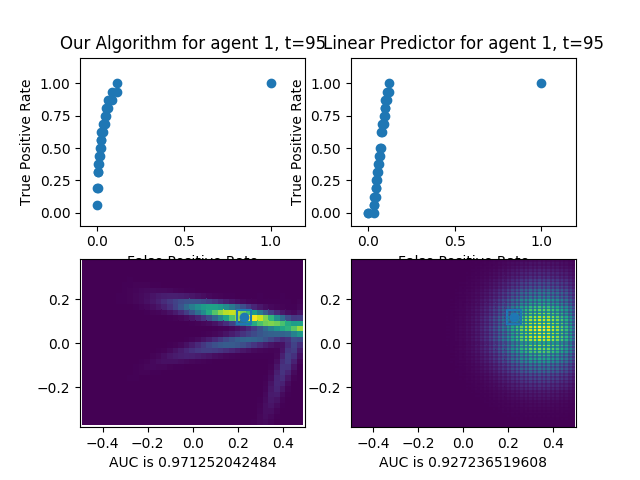 Our Algorithm for agent 1, t=95
Linear Predictor for agent 1, t=95
True Positive Rate
1.00
0.75
0.50
0.25
0.00
0.0 0.5 1.0
False Positive Rate
True Positive Rate
1.00
0.75
0.50
0.25
0.00
0.0 0.5 1.0
False Positive Rate
0.2
0.0
−0.2
−0.4 −0.2 0.0 0.2 0.4
AUC is 0.971252042484
0.2
0.0
−0.2
−0.4 −0.2 0.0 0.2 0.4
AUC is 0.927236519608